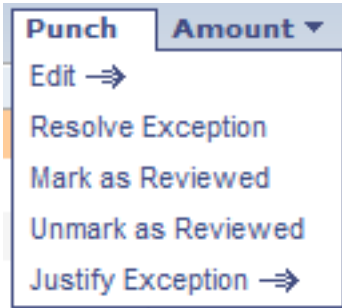 Punch Amount ▼
Edit ⇒
Resolve Exception
Mark as Reviewed
Unmark as Reviewed
Justify Exception ⇒